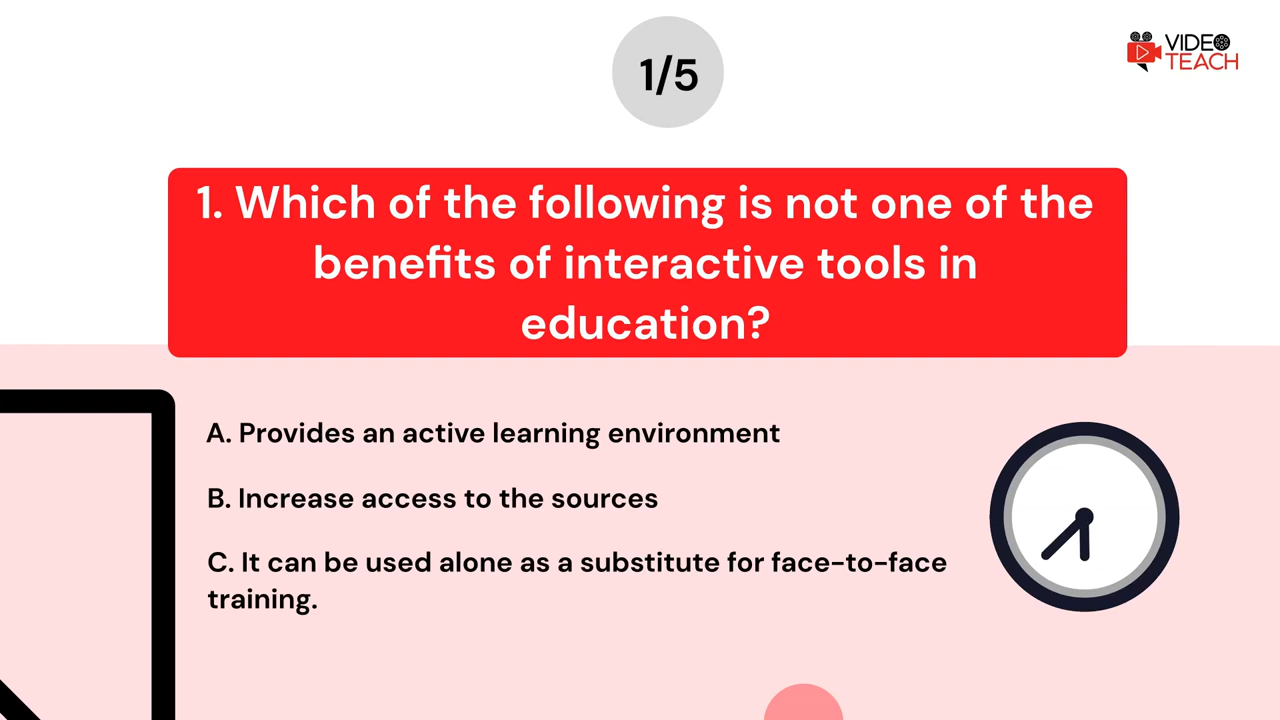 1/5
VIDEO
TEACH
1. Which of the following is not one of the
benefits of interactive tools in
education?
A. Provides an active learning environment
B. Increase access to the sources
C. It can be used alone as a substitute for face-to-face
training.